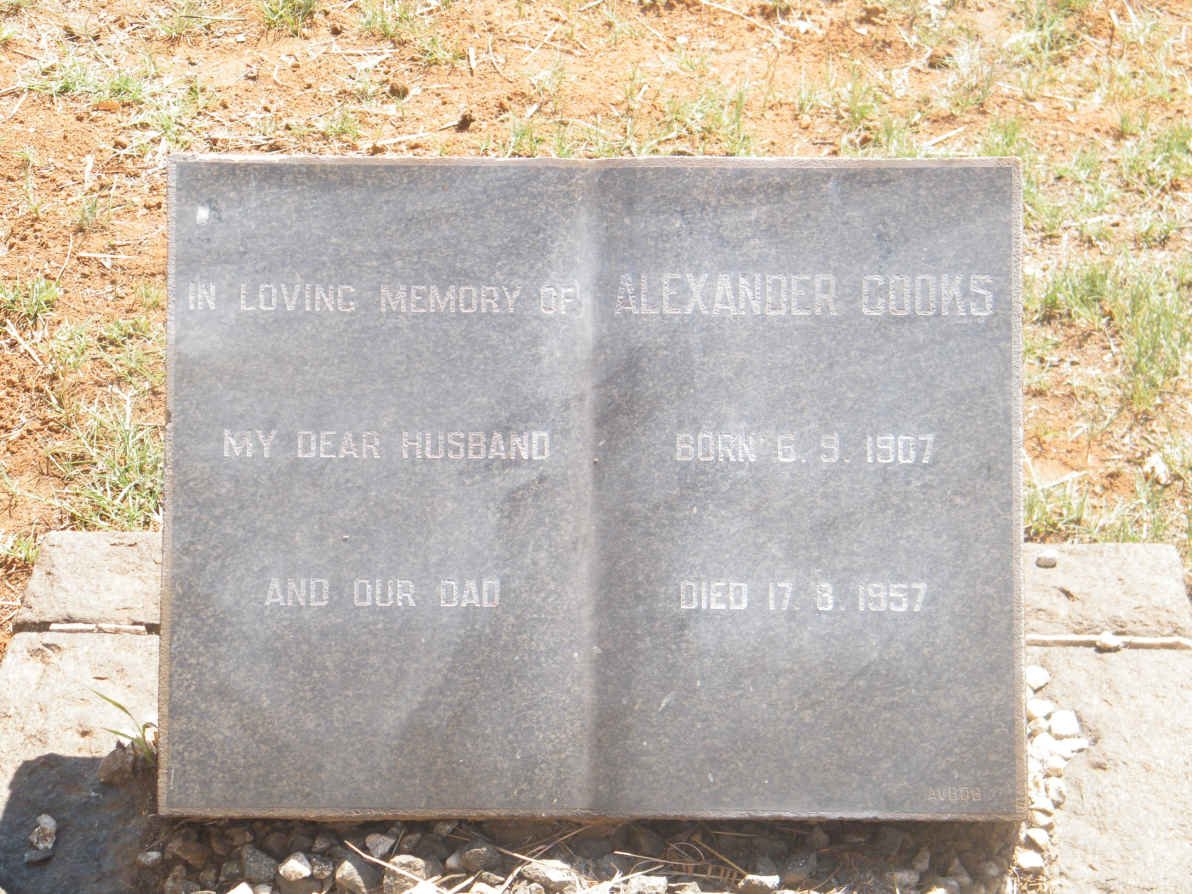 IN LOVING MEMORY OF
MY DEAR HUSBAND
AND OUR DAD
ALEXANDER COOKS
BORN 6. 9. 1907
DIED 17. 8. 1957
AVBOB